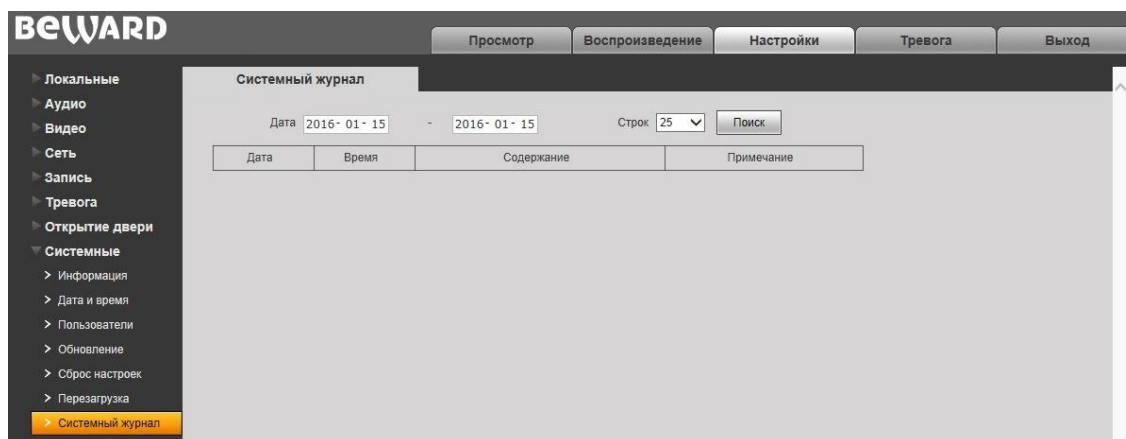 BEWARD
Просмотр Воспроизведение Настройки Тревога Выход
Локальные
Аудио
Видео
Сеть
Запись
Тревога
Открытие двери
Системные
Информация
Дата и время
Пользователи
Обновление
Сброс настроек
Перезагрузка
Системный журнал
Системный журнал
Дата 2016- 01- 15 - 2016- 01- 15 Строк 25 Поиск
Дата Время Содержание Примечание